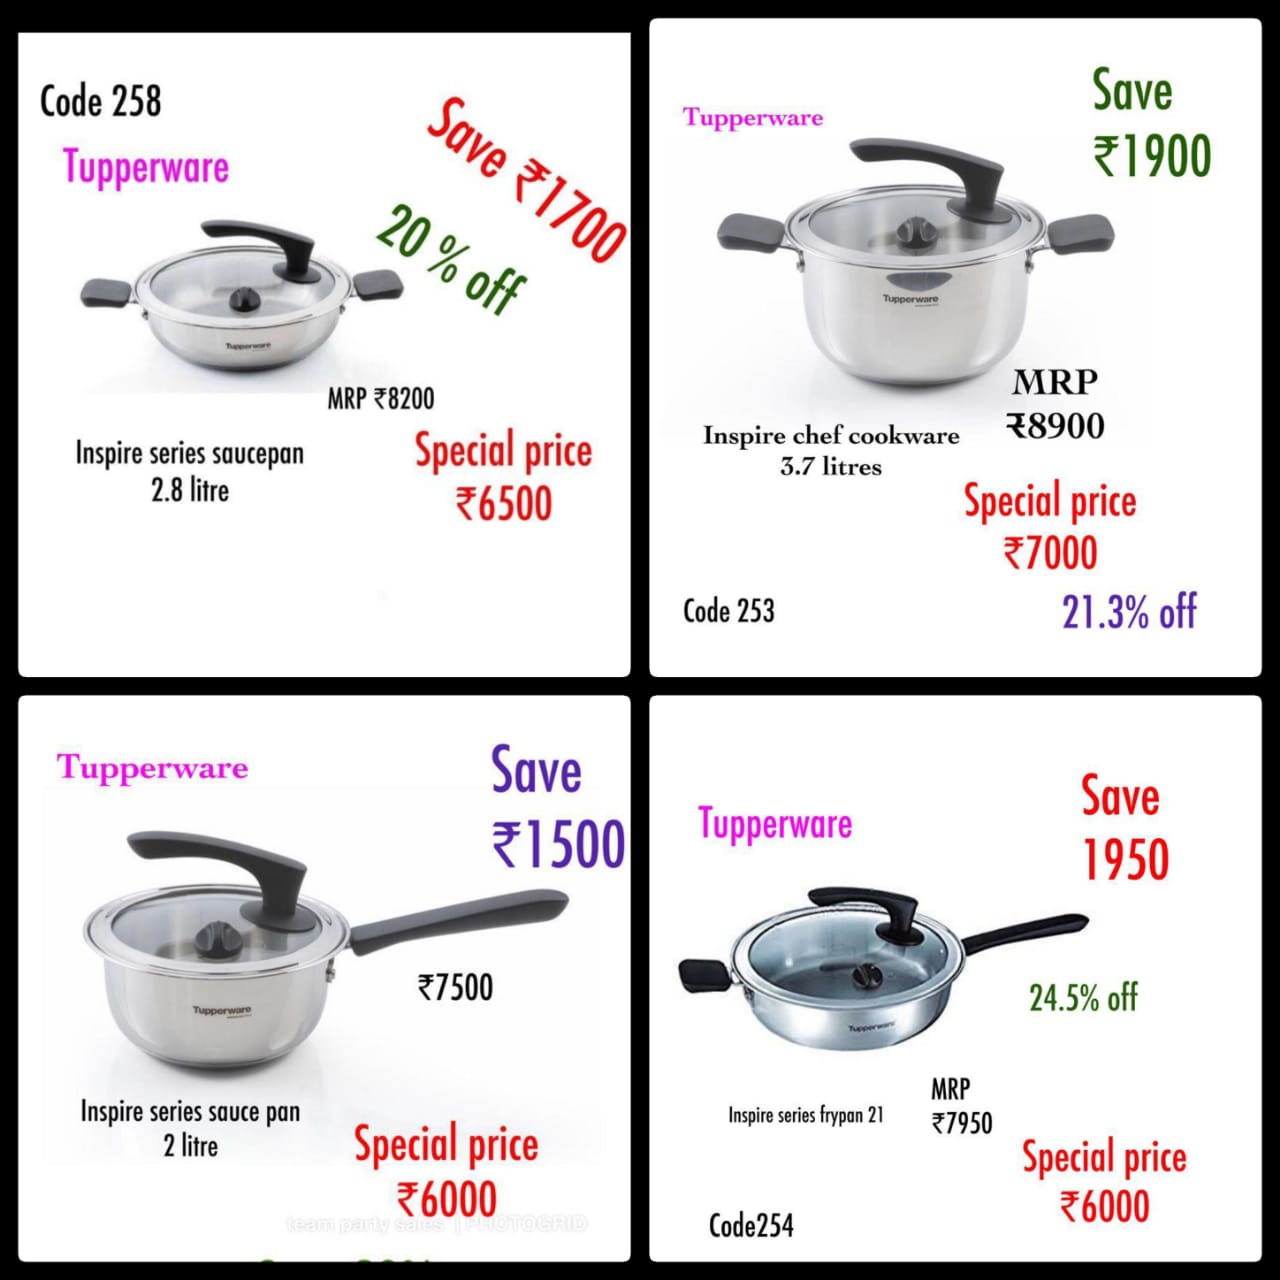 Code 258
Tupperware
Save ₹1700
20 % off
Tupperware
MRP ₹8200
Inspire series saucepan
2.8 litre
Special price
₹6500
Tupperware
Save
₹1900
Tupperware
MRP
₹8900
Inspire chef cookware
3.7 litres
Special price
₹7000
Code 253
21.3% off
Tupperware
Save
₹1500
₹7500
Tupperware
Inspire series sauce pan
2 litre
Special price
₹6000
team party sales | PHOTOGRID
Tupperware
Save
1950
24.5% off
Tupperware
Inspire series frypan 21
MRP
₹7950
Special price
₹6000
Code254